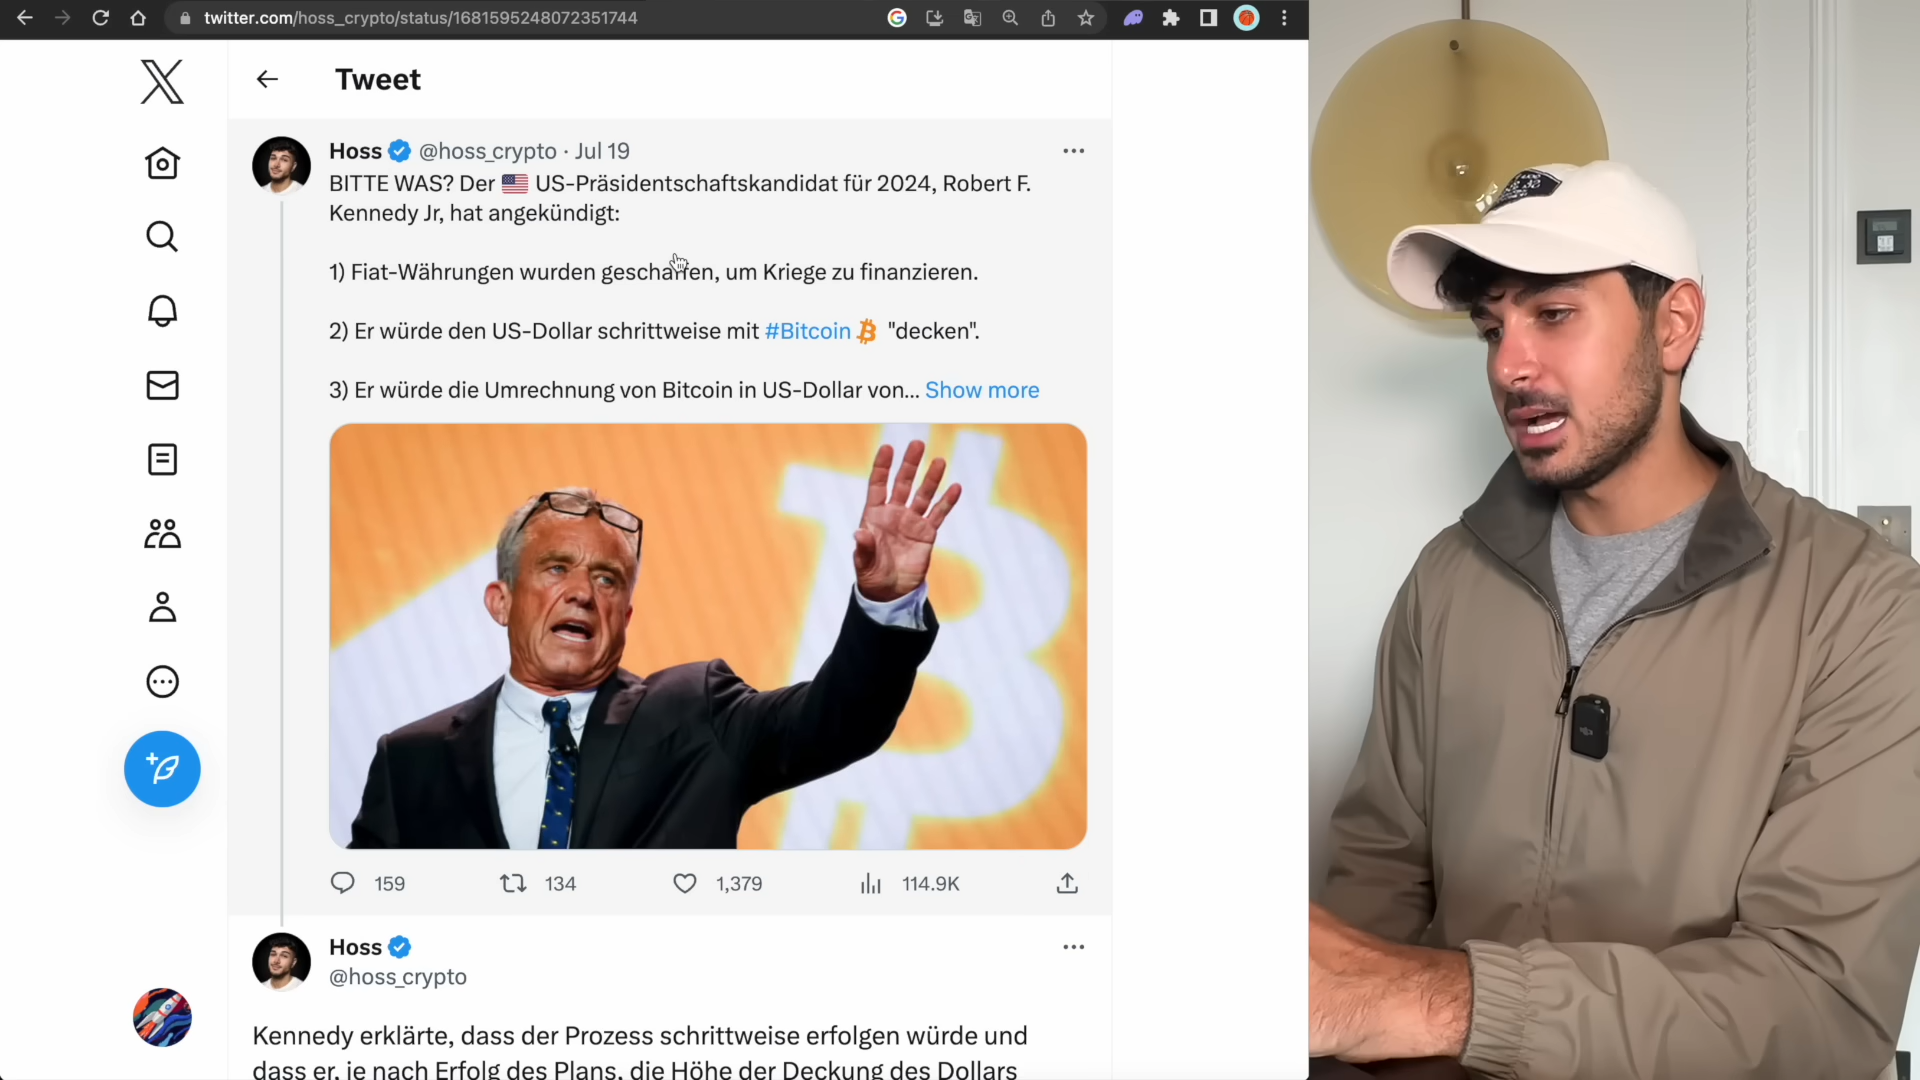 twitter.com/hoss_crypto/status/1681595248072351744
Tweet
Hoss @hoss_crypto · Jul 19
BITTE WAS? Der 🇺🇸 US-Präsidentschaftskandidat für 2024, Robert F.
Kennedy Jr, hat angekündigt:
1) Fiat-Währungen wurden geschaffen, um Kriege zu finanzieren.
2) Er würde den US-Dollar schrittweise mit #Bitcoin "decken".
3) Er würde die Umrechnung von Bitcoin in US-Dollar von... Show more
159 134 1,379 114.9K
Hoss
@hoss_crypto
Kennedy erklärte, dass der Prozess schrittweise erfolgen würde und
dass er, je nach Erfolg des Plans, die Höhe der Deckung des Dollars